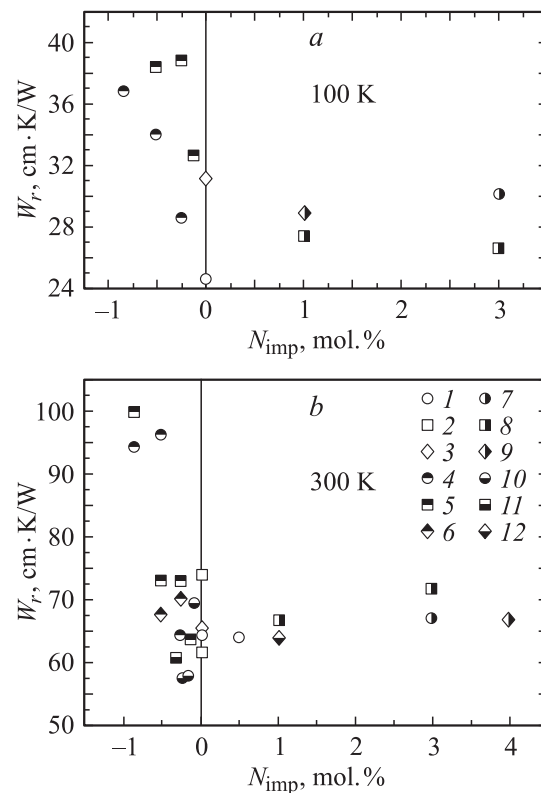 a
100 K
W_r, cm·K/W
40
36
32
28
24
−1 0 1 2 3
N_imp, mol.%
b
300 K
W_r, cm·K/W
100
90
80
70
60
50
1 7
2 8
3 9
4 10
5 11
6 12
−1 0 1 2 3 4
N_imp, mol.%